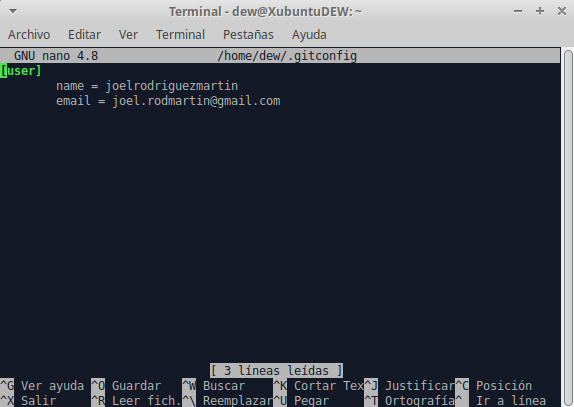 Terminal - dew@XubuntuDEW: ~
Archivo Editar Ver Terminal Pestañas Ayuda
GNU nano 4.8 /home/dew/.gitconfig
[user]
name = joelrodriguezmartin
email = joel.rodmartin@gmail.com
[ 3 líneas leídas ]
^G Ver ayuda ^O Guardar ^W Buscar ^K Cortar Tex^J Justificar^C Posición
^X Salir ^R Leer fich.^\ Reemplazar^U Pegar ^T Ortografía^ Ir a línea